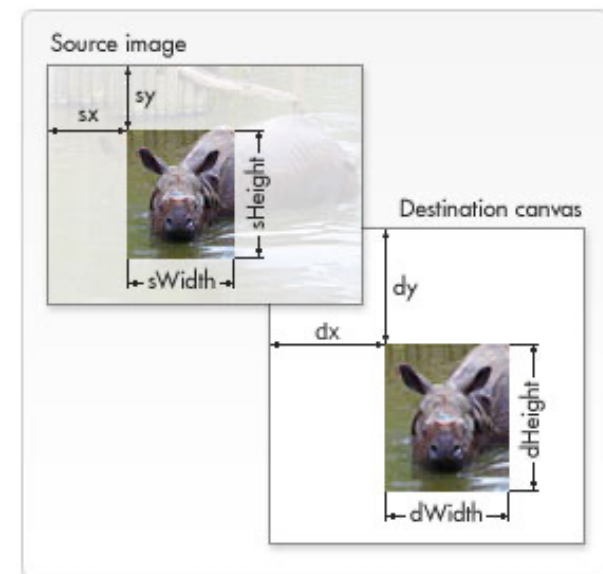 Source image
sy
sx
sHeight
sWidth
Destination canvas
dy
dx
dHeight
dWidth